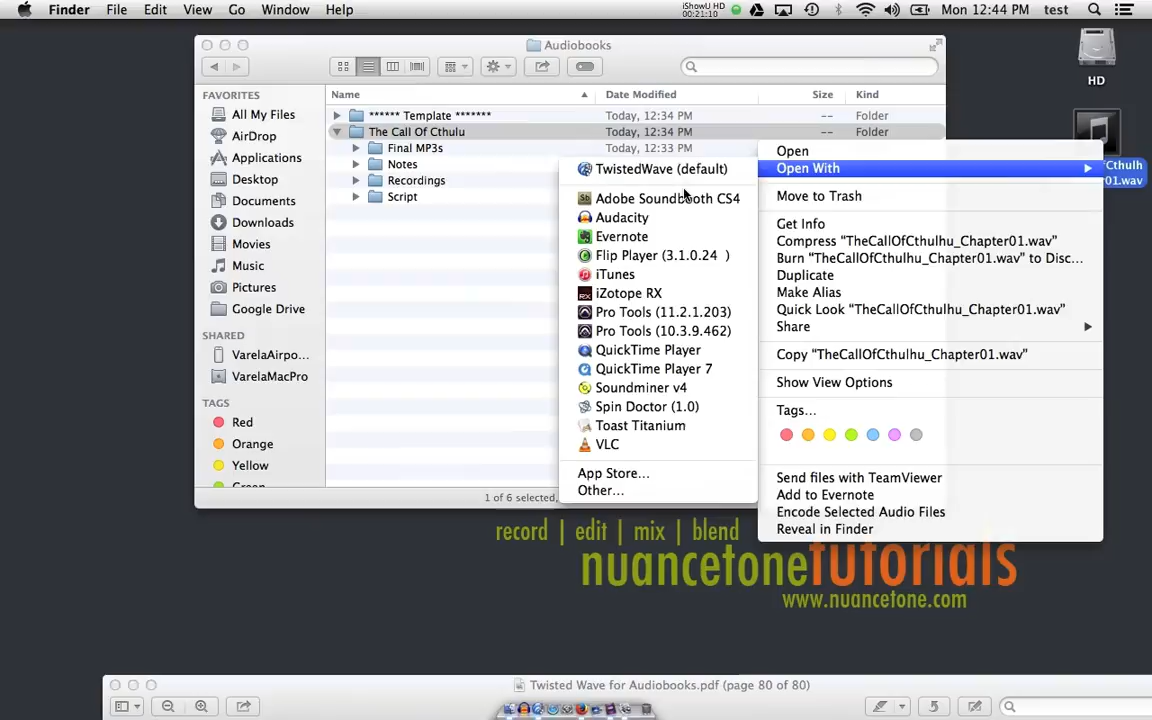 Finder File Edit View Go Window Help iShowU HD 00:21:10 Mon 12:44 PM test
Audiobooks
HD
FAVORITES
All My Files
AirDrop
Applications
Desktop
Documents
Downloads
Movies
Music
Pictures
Google Drive
SHARED
VarelaAirpo...
VarelaMacPro
TAGS
Red
Orange
Yellow
Green
Name Date Modified Size Kind
****** Template ******* Today, 12:34 PM -- Folder
The Call Of Cthulu Today, 12:34 PM -- Folder
Final MP3s Today, 12:33 PM
Notes
Recordings
Script
1 of 6 selected,
TwistedWave (default)
Adobe Soundbooth CS4
Audacity
Evernote
Flip Player (3.1.0.24 )
iTunes
iZotope RX
Pro Tools (11.2.1.203)
Pro Tools (10.3.9.462)
QuickTime Player
QuickTime Player 7
Soundminer v4
Spin Doctor (1.0)
Toast Titanium
VLC
App Store...
Other...
Open
Open With
Move to Trash
Get Info
Compress “TheCallOfCthulhu_Chapter01.wav”
Burn “TheCallOfCthulhu_Chapter01.wav” to Disc...
Duplicate
Make Alias
Quick Look “TheCallOfCthulhu_Chapter01.wav”
Share
Copy “TheCallOfCthulhu_Chapter01.wav”
Show View Options
Tags...
Send files with TeamViewer
Add to Evernote
Encode Selected Audio Files
Reveal in Finder
fCthulh
01.wav
record | edit | mix | blend
nuancetonetutorials
www.nuancetone.com
Twisted Wave for Audiobooks.pdf (page 80 of 80)